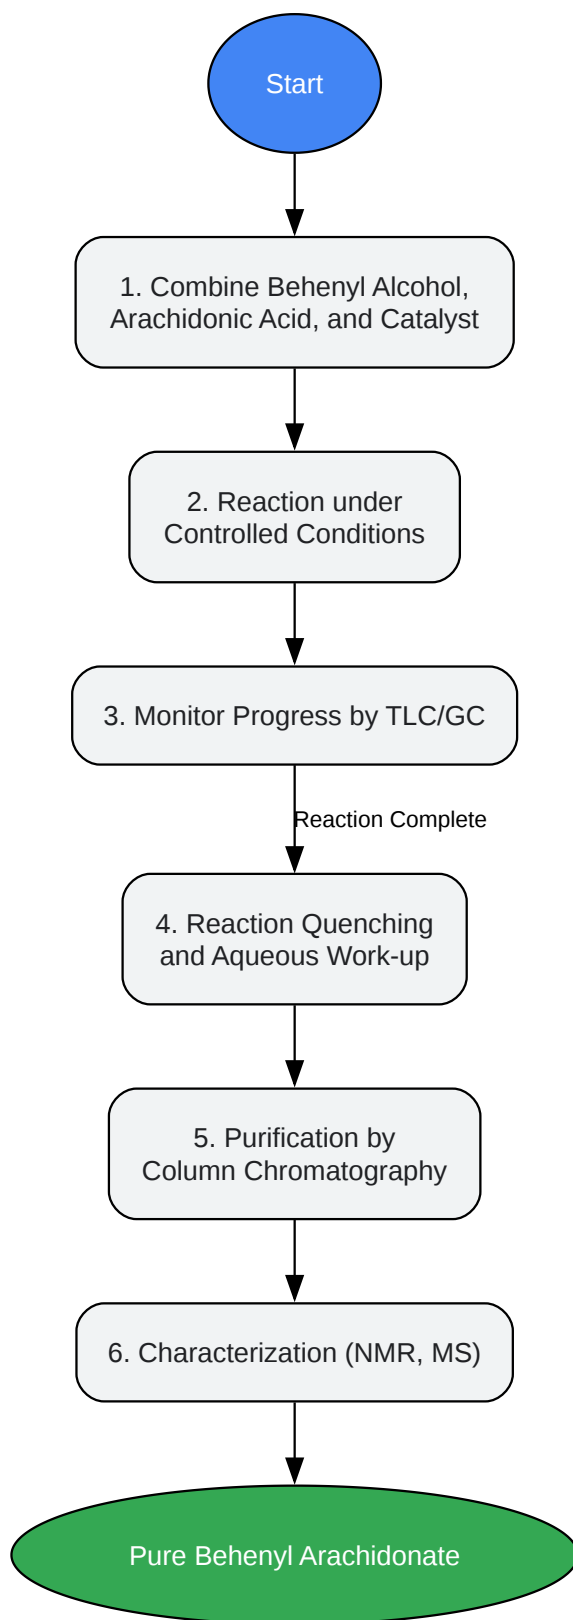 Start
1. Combine Behenyl Alcohol,
Arachidonic Acid, and Catalyst
2. Reaction under
Controlled Conditions
3. Monitor Progress by TLC/GC
Reaction Complete
4. Reaction Quenching
and Aqueous Work-up
5. Purification by
Column Chromatography
6. Characterization (NMR, MS)
Pure Behenyl Arachidonate